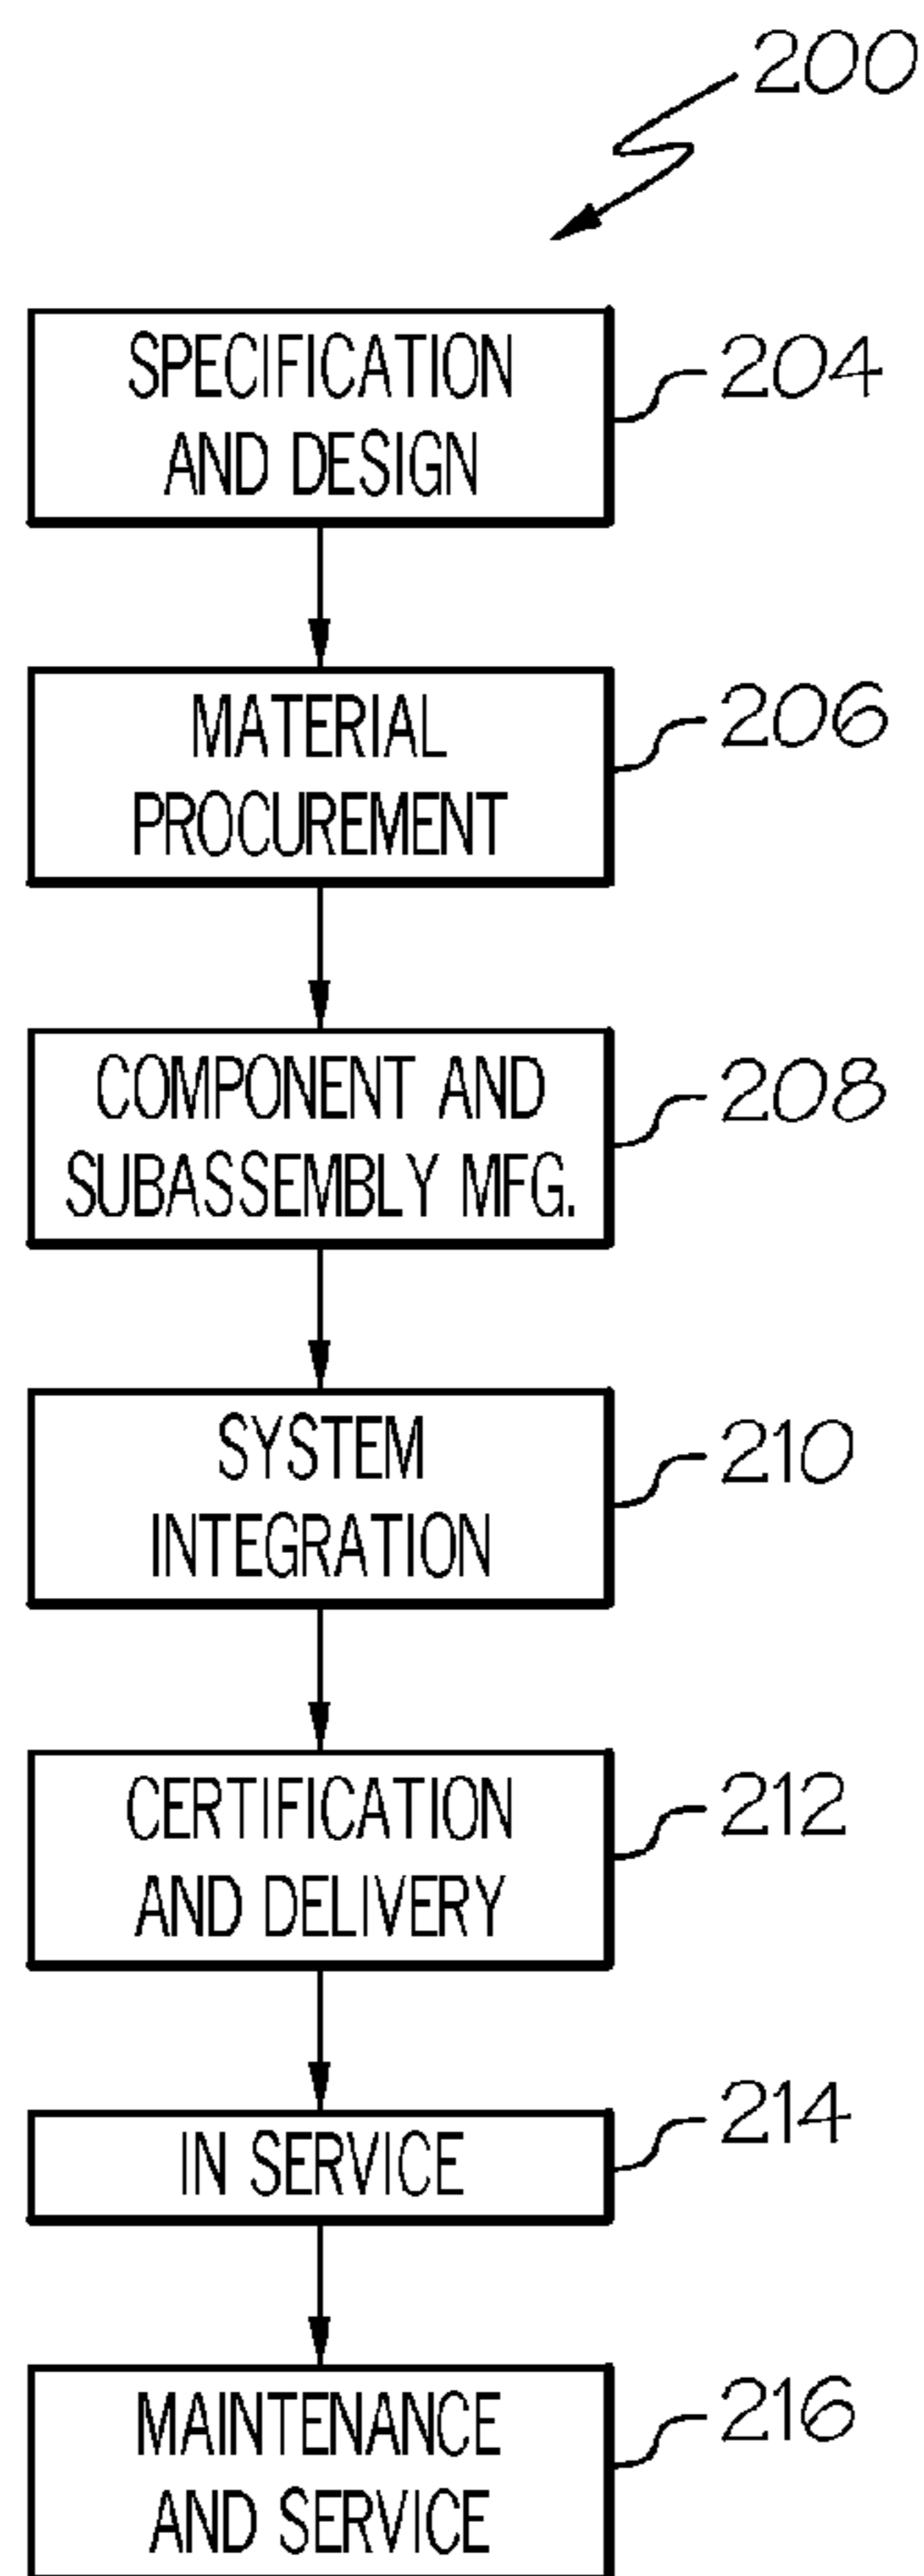 200
SPECIFICATION
AND DESIGN
204
MATERIAL
PROCUREMENT
206
COMPONENT AND
SUBASSEMBLY MFG.
208
SYSTEM
INTEGRATION
210
CERTIFICATION
AND DELIVERY
212
IN SERVICE
214
MAINTENANCE
AND SERVICE
216